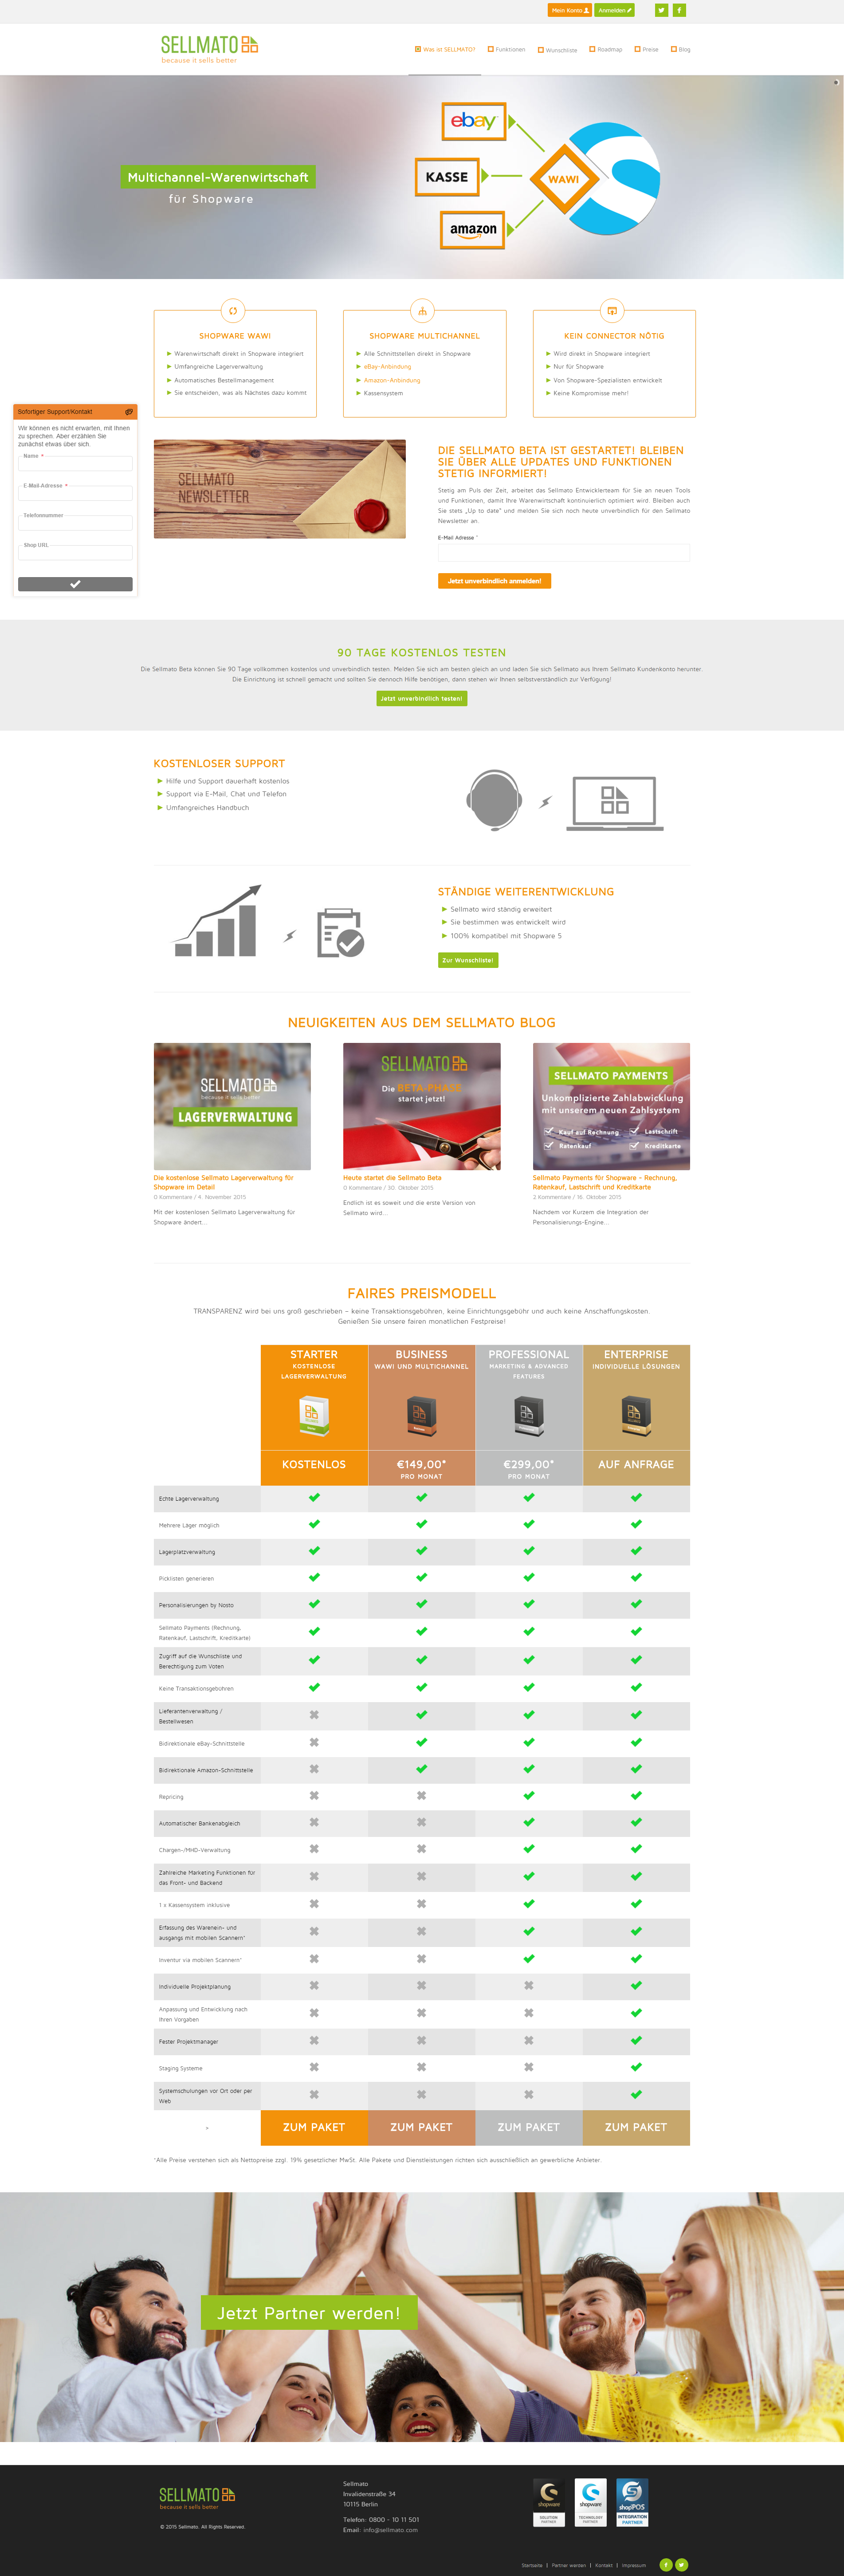 Mein Konto
Anmelden
SELLMATO
because it sells better
Was ist SELLMATO?
Funktionen
Wunschliste
Roadmap
Preise
Blog
Multichannel-Warenwirtschaft
für Shopware
ebay
KASSE
amazon
WAWI
SHOPWARE WAWI
Warenwirtschaft direkt in Shopware integriert
Umfangreiche Lagerverwaltung
Automatisches Bestellmanagement
Sie entscheiden, was als Nächstes dazu kommt
SHOPWARE MULTICHANNEL
Alle Schnittstellen direkt in Shopware
eBay-Anbindung
Amazon-Anbindung
Kassensystem
KEIN CONNECTOR NÖTIG
Wird direkt in Shopware integriert
Nur für Shopware
Von Shopware-Spezialisten entwickelt
Keine Kompromisse mehr!
Sofortiger Support/Kontakt
Wir können es nicht erwarten, mit Ihnen
zu sprechen. Aber erzählen Sie
zunächst etwas über sich.
Name *
E-Mail-Adresse *
Telefonnummer
Shop URL
SELLMATO
NEWSLETTER
DIE SELLMATO BETA IST GESTARTET! BLEIBEN
SIE ÜBER ALLE UPDATES UND FUNKTIONEN
STETIG INFORMIERT!
Stetig am Puls der Zeit, arbeitet das Sellmato Entwicklerteam für Sie an neuen Tools
und Funktionen, damit Ihre Warenwirtschaft kontinuierlich optimiert wird. Bleiben auch
Sie stets „Up to date" und melden Sie sich noch heute unverbindlich für den Sellmato
Newsletter an.
E-Mail Adresse *
Jetzt unverbindlich anmelden!
90 TAGE KOSTENLOS TESTEN
Die Sellmato Beta können Sie 90 Tage vollkommen kostenlos und unverbindlich testen. Melden Sie sich am besten gleich an und laden Sie sich Sellmato aus Ihrem Sellmato Kundenkonto herunter.
Die Einrichtung ist schnell gemacht und sollten Sie dennoch Hilfe benötigen, dann stehen wir Ihnen selbstverständlich zur Verfügung!
Jetzt unverbindlich testen!
KOSTENLOSER SUPPORT
Hilfe und Support dauerhaft kostenlos
Support via E-Mail, Chat und Telefon
Umfangreiches Handbuch
STÄNDIGE WEITERENTWICKLUNG
Sellmato wird ständig erweitert
Sie bestimmen was entwickelt wird
100% kompatibel mit Shopware 5
Zur Wunschliste!
NEUIGKEITEN AUS DEM SELLMATO BLOG
SELLMATO
because it sells better
LAGERVERWALTUNG
Die kostenlose Sellmato Lagerverwaltung für
Shopware im Detail
0 Kommentare / 4. November 2015
Mit der kostenlosen Sellmato Lagerverwaltung für
Shopware ändert...
SELLMATO
Die BETA-PHASE
startet jetzt!
Heute startet die Sellmato Beta
0 Kommentare / 30. Oktober 2015
Endlich ist es soweit und die erste Version von
Sellmato wird...
SELLMATO PAYMENTS
Unkomplizierte Zahlabwicklung
mit unserem neuen Zahlsystem
Kauf auf Rechnung
Lastschrift
Ratenkauf
Kreditkarte
Sellmato Payments für Shopware – Rechnung,
Ratenkauf, Lastschrift und Kreditkarte
2 Kommentare / 16. Oktober 2015
Nachdem vor Kurzem die Integration der
Personalisierungs-Engine...
FAIRES PREISMODELL
TRANSPARENZ wird bei uns groß geschrieben – keine Transaktionsgebühren, keine Einrichtungsgebühr und auch keine Anschaffungskosten.
Genießen Sie unsere fairen monatlichen Festpreise!
STARTER
KOSTENLOSE
LAGERVERWALTUNG
BUSINESS
WAWI UND MULTICHANNEL
PROFESSIONAL
MARKETING & ADVANCED
FEATURES
ENTERPRISE
INDIVIDUELLE LÖSUNGEN
KOSTENLOS
€149,00*
PRO MONAT
€299,00*
PRO MONAT
AUF ANFRAGE
Echte Lagerverwaltung
Mehrere Läger möglich
Lagerplatzverwaltung
Picklisten generieren
Personalisierungen by Nosto
Sellmato Payments (Rechnung,
Ratenkauf, Lastschrift, Kreditkarte)
Zugriff auf die Wunschliste und
Berechtigung zum Voten
Keine Transaktionsgebühren
Lieferantenverwaltung /
Bestellwesen
Bidirektionale eBay-Schnittstelle
Bidirektionale Amazon-Schnittstelle
Repricing
Automatischer Bankenabgleich
Chargen-/MHD-Verwaltung
Zahlreiche Marketing Funktionen für
das Front- und Backend
1 x Kassensystem inklusive
Erfassung des Warenein- und
ausgangs mit mobilen Scannern*
Inventur via mobilen Scannern*
Individuelle Projektplanung
Anpassung und Entwicklung nach
Ihren Vorgaben
Fester Projektmanager
Staging Systeme
Systemschulungen vor Ort oder per
Web
ZUM PAKET
ZUM PAKET
ZUM PAKET
ZUM PAKET
*Alle Preise verstehen sich als Nettopreise zzgl. 19% gesetzlicher MwSt. Alle Pakete und Dienstleistungen richten sich ausschließlich an gewerbliche Anbieter.
Jetzt Partner werden!
SELLMATO
because it sells better
© 2015 Sellmato. All Rights Reserved.
Sellmato
Invalidenstraße 34
10115 Berlin
Telefon: 0800 - 10 11 501
Email: info@sellmato.com
shopware
SOLUTION
PARTNER
shopware
TECHNOLOGY
PARTNER
shopPOS
INTEGRATION
PARTNER
Startseite
Partner werden
Kontakt
Impressum